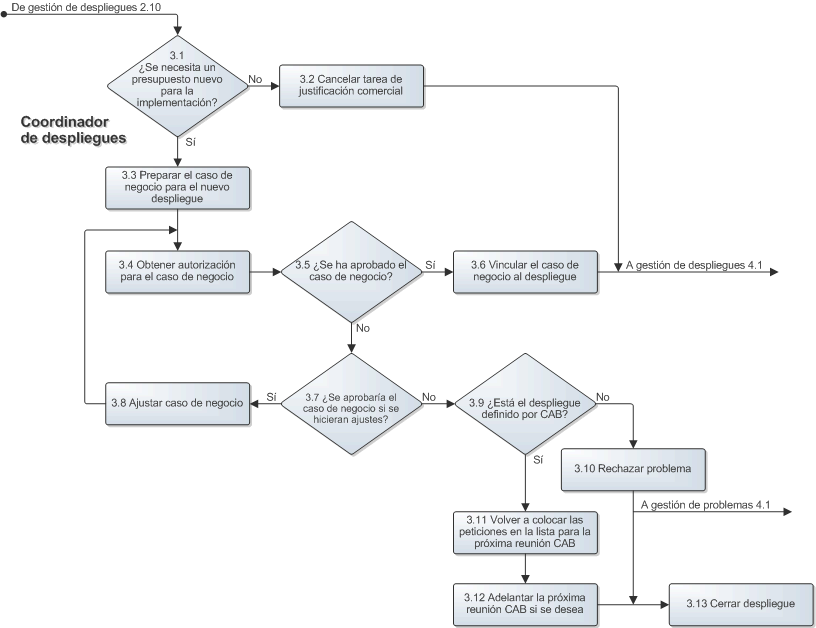 De gestión de despliegues 2.10
3.1
¿Se necesita un
presupuesto nuevo
para la
implementación?
No
3.2 Cancelar tarea de
justificación comercial
Coordinador
de despliegues
Sí
3.3 Preparar el caso de
negocio para el nuevo
despliegue
3.4 Obtener autorización
para el caso de negocio
3.5 ¿Se ha aprobado el
caso de negocio?
Sí
3.6 Vincular el caso de
negocio al despliegue
A gestión de despliegues 4.1
No
3.8 Ajustar caso de negocio
Sí
3.7 ¿Se aprobaría el
caso de negocio si se
hicieran ajustes?
No
3.9 ¿Está el despliegue
definido por CAB?
No
Sí
3.10 Rechazar problema
A gestión de problemas 4.1
3.11 Volver a colocar las
peticiones en la lista para la
próxima reunión CAB
3.12 Adelantar la próxima
reunión CAB si se desea
3.13 Cerrar despliegue